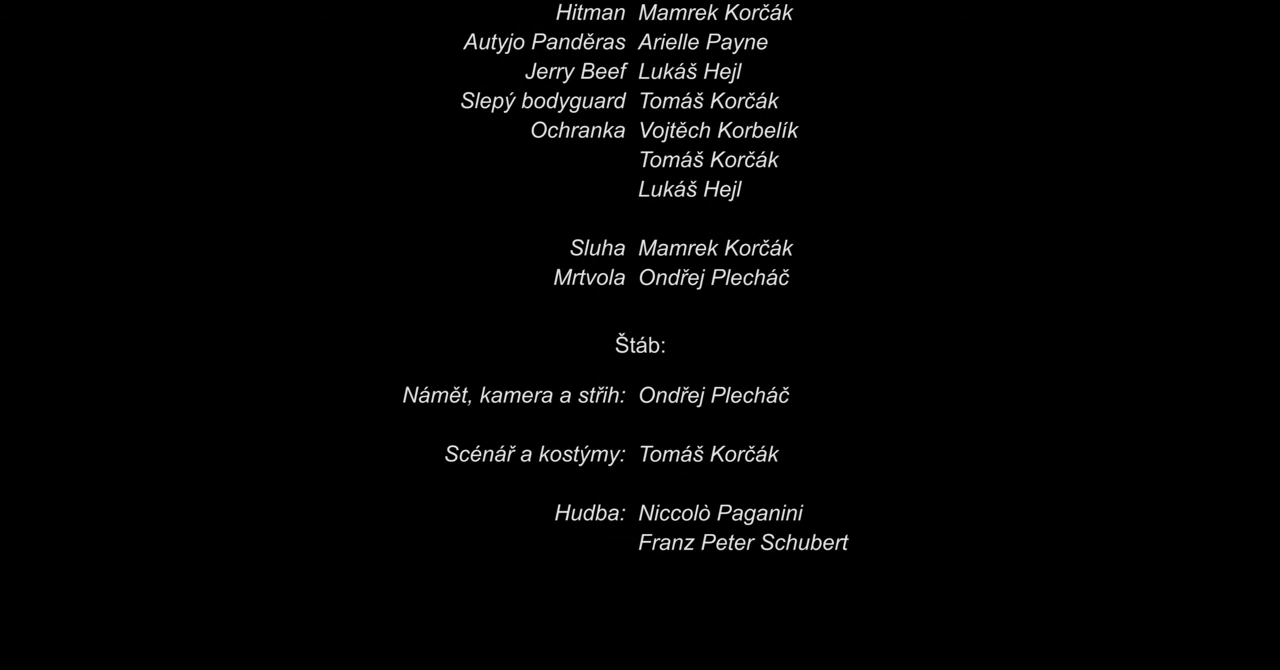 Hitman Mamrek Korčák
Autyjo Panděras Arielle Payne
Jerry Beef Lukáš Hejl
Slepý bodyguard Tomáš Korčák
Ochranka Vojtěch Korbelík
Tomáš Korčák
Lukáš Hejl
Sluha Mamrek Korčák
Mrtvola Ondřej Plecháč
Štáb:
Námět, kamera a střih: Ondřej Plecháč
Scénář a kostýmy: Tomáš Korčák
Hudba: Niccolò Paganini
Franz Peter Schubert